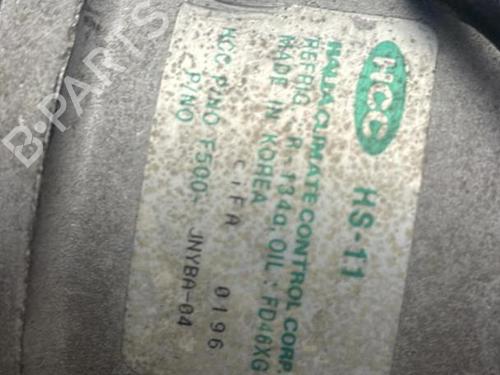 HCC HS-11
HALLA CLIMATE CONTROL CORP.
REFRIG : R-134a, OIL : FD46XG
MADE IN KOREA
HCC P/NO F500- 0196
P/NO JNYBA-04
B-PARTS